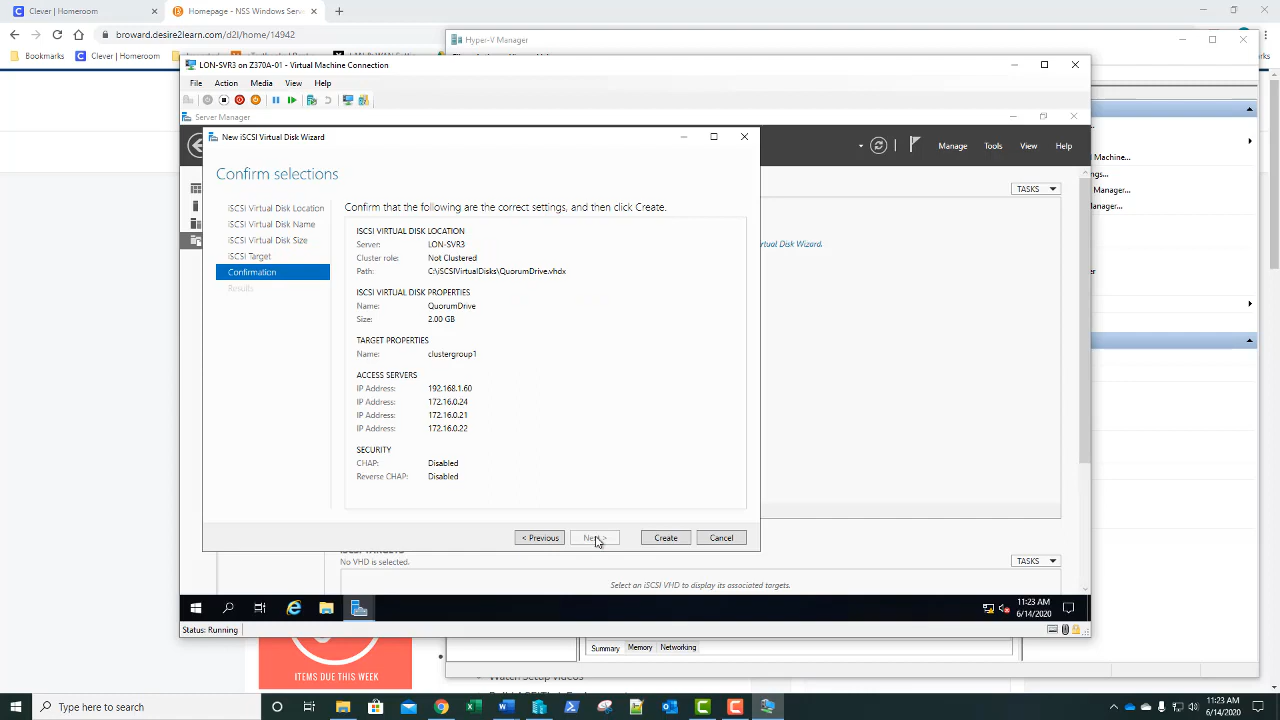 Clever | Homeroom
Homepage - NSS Windows Server
broward.desire2learn.com/d2l/home/14942
Bookmarks
Clever | Homeroom
Hyper-V Manager
LON-SVR3 on Z370A-01 - Virtual Machine Connection
File Action Media View Help
Server Manager
Manage Tools View Help
New iSCSI Virtual Disk Wizard
Confirm selections
TASKS
iSCSI Virtual Disk Location
iSCSI Virtual Disk Name
iSCSI Virtual Disk Size
iSCSI Target
Confirmation
Results
Confirm that the following are the correct settings, and then click Create.
ISCSI VIRTUAL DISK LOCATION
Server: LON-SVR3
Cluster role: Not Clustered
Path: C:\iSCSIVirtualDisks\QuorumDrive.vhdx
ISCSI VIRTUAL DISK PROPERTIES
Name: QuorumDrive
Size: 2.00 GB
TARGET PROPERTIES
Name: clustergroup1
ACCESS SERVERS
IP Address: 192.168.1.60
IP Address: 172.16.0.24
IP Address: 172.16.0.21
IP Address: 172.16.0.22
SECURITY
CHAP: Disabled
Reverse CHAP: Disabled
< Previous
Create
Cancel
Virtual Disk Wizard.
Machine...
Manager...
No VHD is selected.
TASKS
Select an iSCSI VHD to display its associated targets.
11:23 AM
6/14/2020
Status: Running
Summary Memory Networking
ITEMS DUE THIS WEEK
Type here to search
11:23 AM
6/14/2020